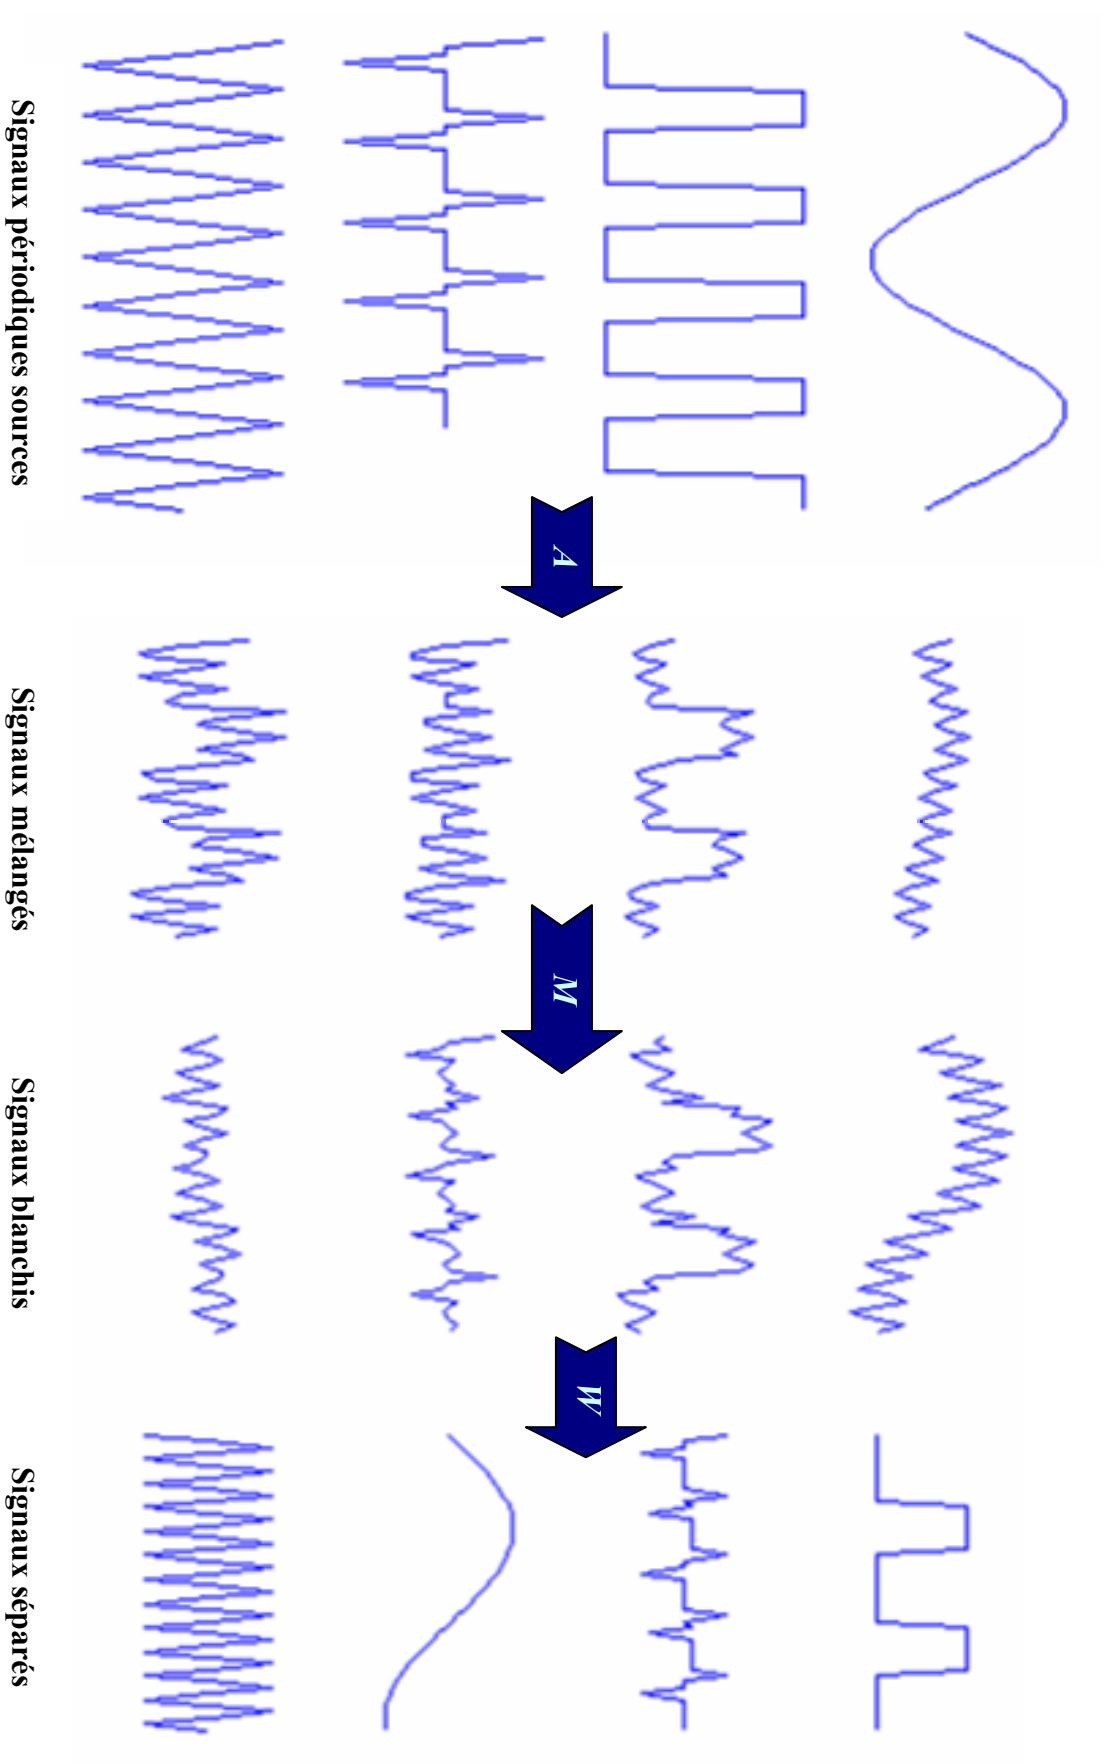 Signaux périodiques sources
A
Signaux mélangés
M
Signaux blanchis
W
Signaux séparés